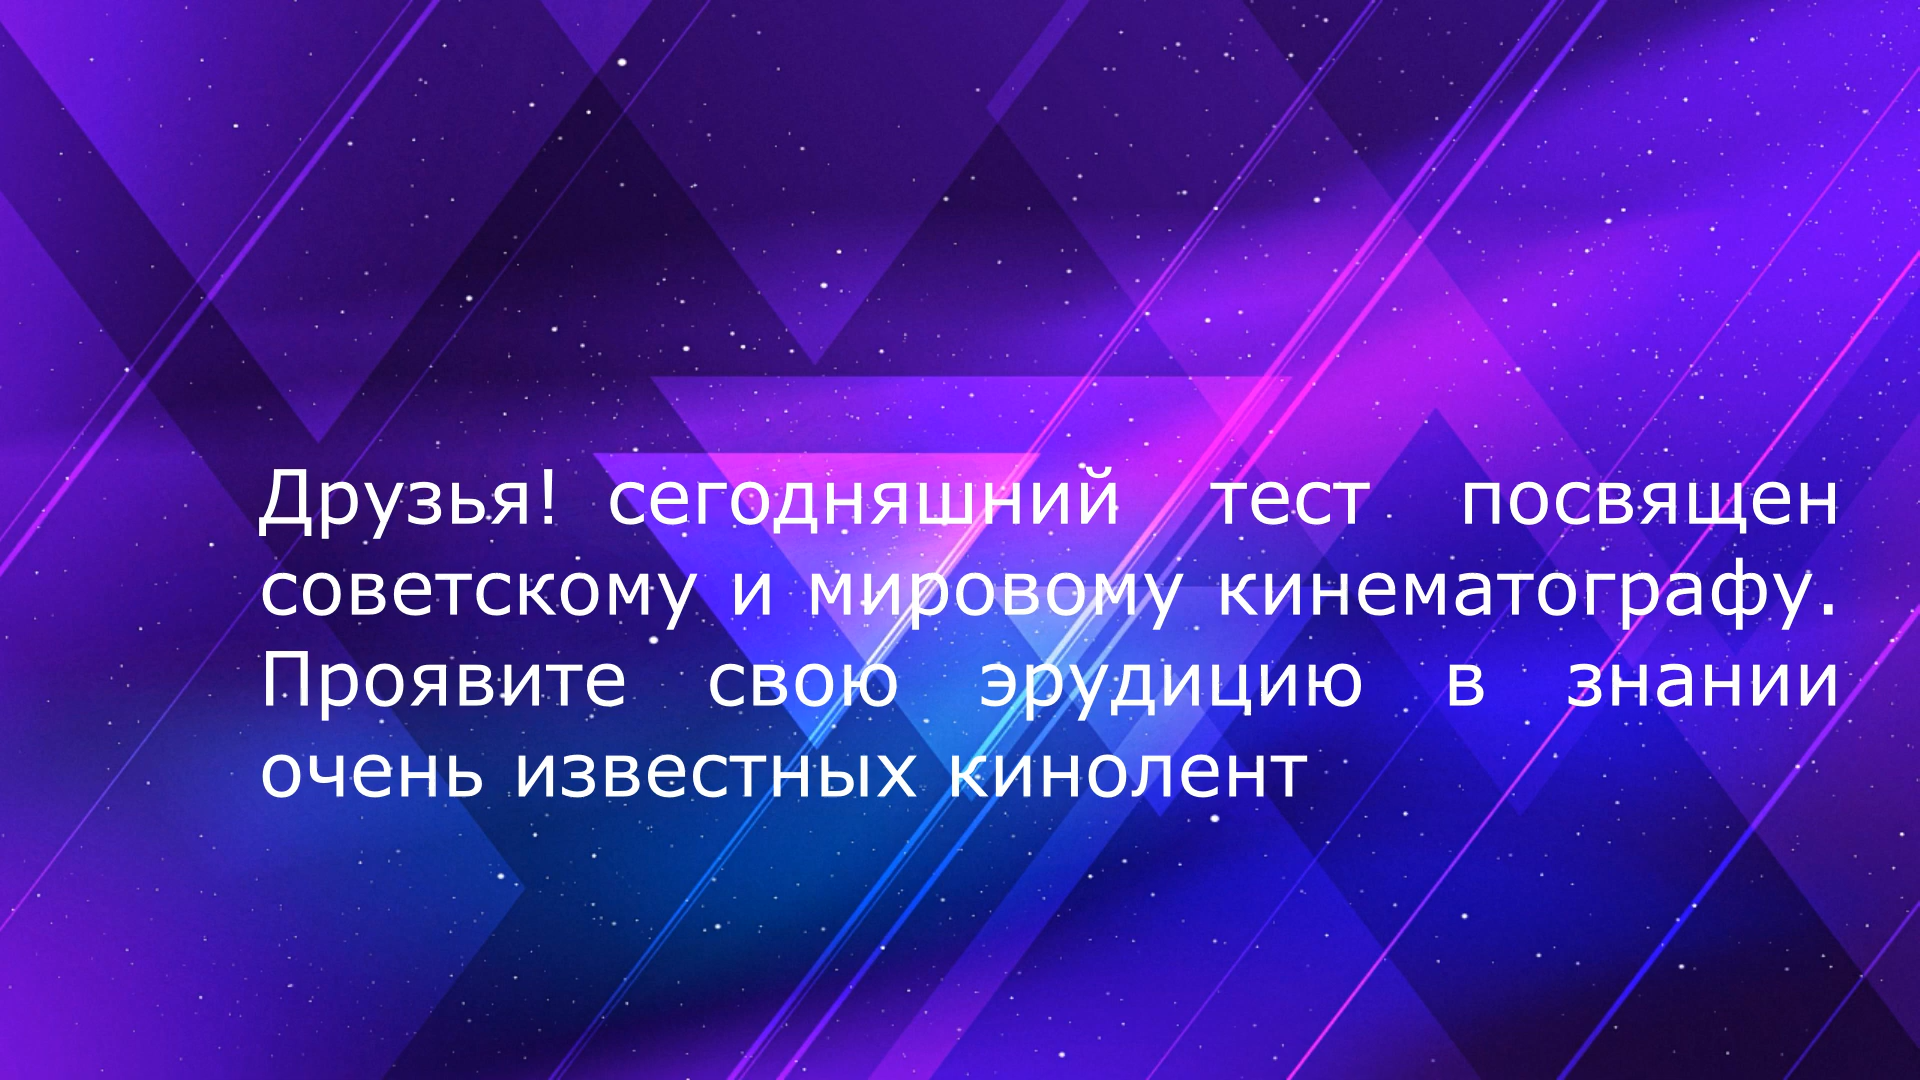 Друзья! сегодняшний тест посвящен
советскому и мировому кинематографу.
Проявите свою эрудицию в знании
очень известных кинолент